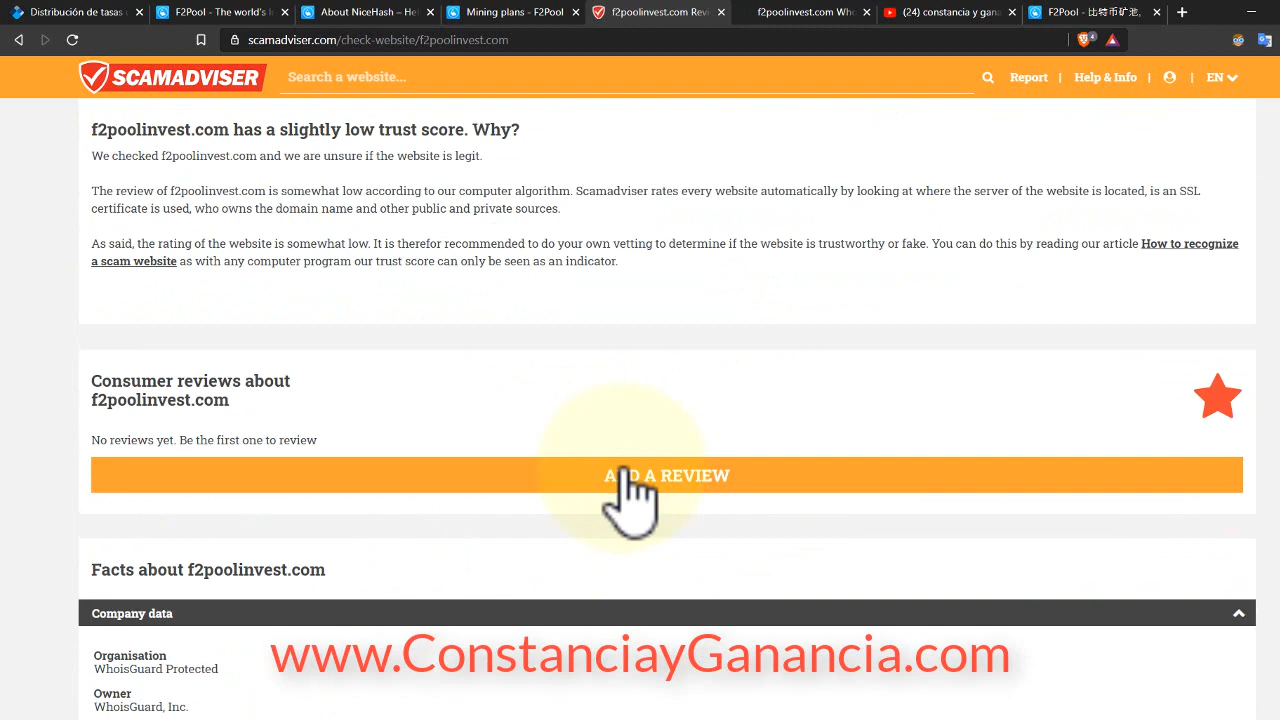 Distribución de tasas
F2Pool - The world's l
About NiceHash – Hel
Mining plans - F2Pool
f2poolinvest.com Revi
f2poolinvest.com Who
(24) constancia y gana
F2Pool - 比特币矿池,
scamadviser.com/check-website/f2poolinvest.com
SCAMADVISER
Search a website...
Report | Help & Info | | EN
f2poolinvest.com has a slightly low trust score. Why?
We checked f2poolinvest.com and we are unsure if the website is legit.
The review of f2poolinvest.com is somewhat low according to our computer algorithm. Scamadviser rates every website automatically by looking at where the server of the website is located, is an SSL
certificate is used, who owns the domain name and other public and private sources.
As said, the rating of the website is somewhat low. It is therefor recommended to do your own vetting to determine if the website is trustworthy or fake. You can do this by reading our article How to recognize
a scam website as with any computer program our trust score can only be seen as an indicator.
Consumer reviews about
f2poolinvest.com
No reviews yet. Be the first one to review
ADD A REVIEW
Facts about f2poolinvest.com
Company data
Organisation
WhoisGuard Protected
Owner
WhoisGuard, Inc.
www.ConstanciayGanancia.com